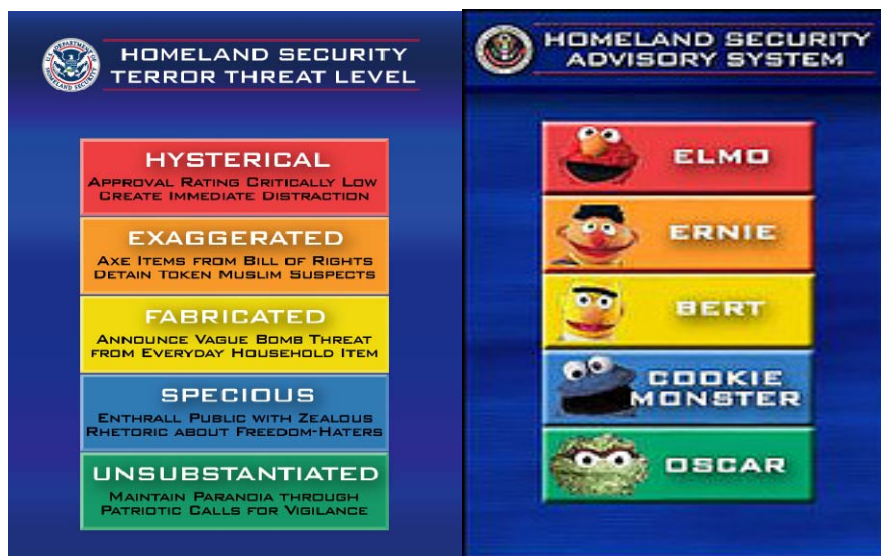 HOMELAND SECURITY
TERROR THREAT LEVEL
HYSTERICAL
APPROVAL RATING CRITICALLY LOW
CREATE IMMEDIATE DISTRACTION
EXAGGERATED
AXE ITEMS FROM BILL OF RIGHTS
DETAIN TOKEN MUSLIM SUSPECTS
FABRICATED
ANNOUNCE VAGUE BOMB THREAT
FROM EVERYDAY HOUSEHOLD ITEM
SPECIOUS
ENTHRALL PUBLIC WITH ZEALOUS
RHETORIC ABOUT FREEDOM-HATERS
UNSUBSTANTIATED
MAINTAIN PARANOIA THROUGH
PATRIOTIC CALLS FOR VIGILANCE
HOMELAND SECURITY
ADVISORY SYSTEM
ELMO
ERNIE
BERT
COOKIE
MONSTER
OSCAR